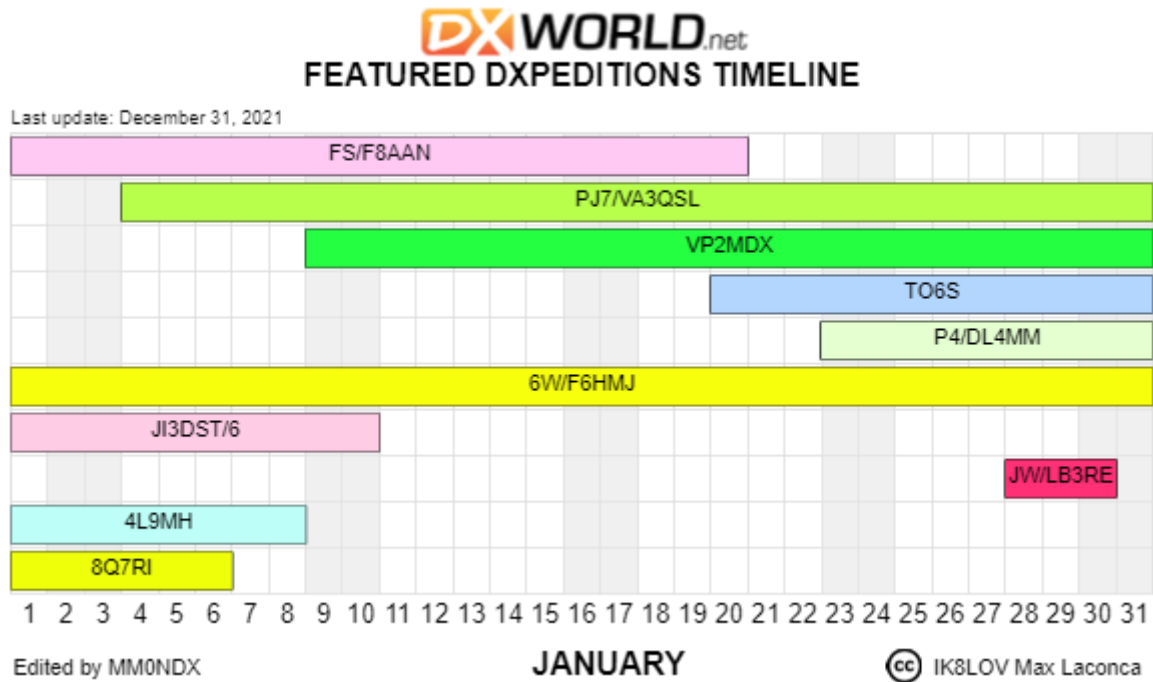 DX WORLD.net
FEATURED DXPEDITIONS TIMELINE
Last update: December 31, 2021
FS/F8AAN
PJ7/VA3QSL
VP2MDX
TO6S
P4/DL4MM
6W/F6HMJ
JI3DST/6
JW/LB3RE
4L9MH
8Q7RI
1 2 3 4 5 6 7 8 9 10 11 12 13 14 15 16 17 18 19 20 21 22 23 24 25 26 27 28 29 30 31
Edited by MM0NDX JANUARY cc IK8LOV Max Laconca